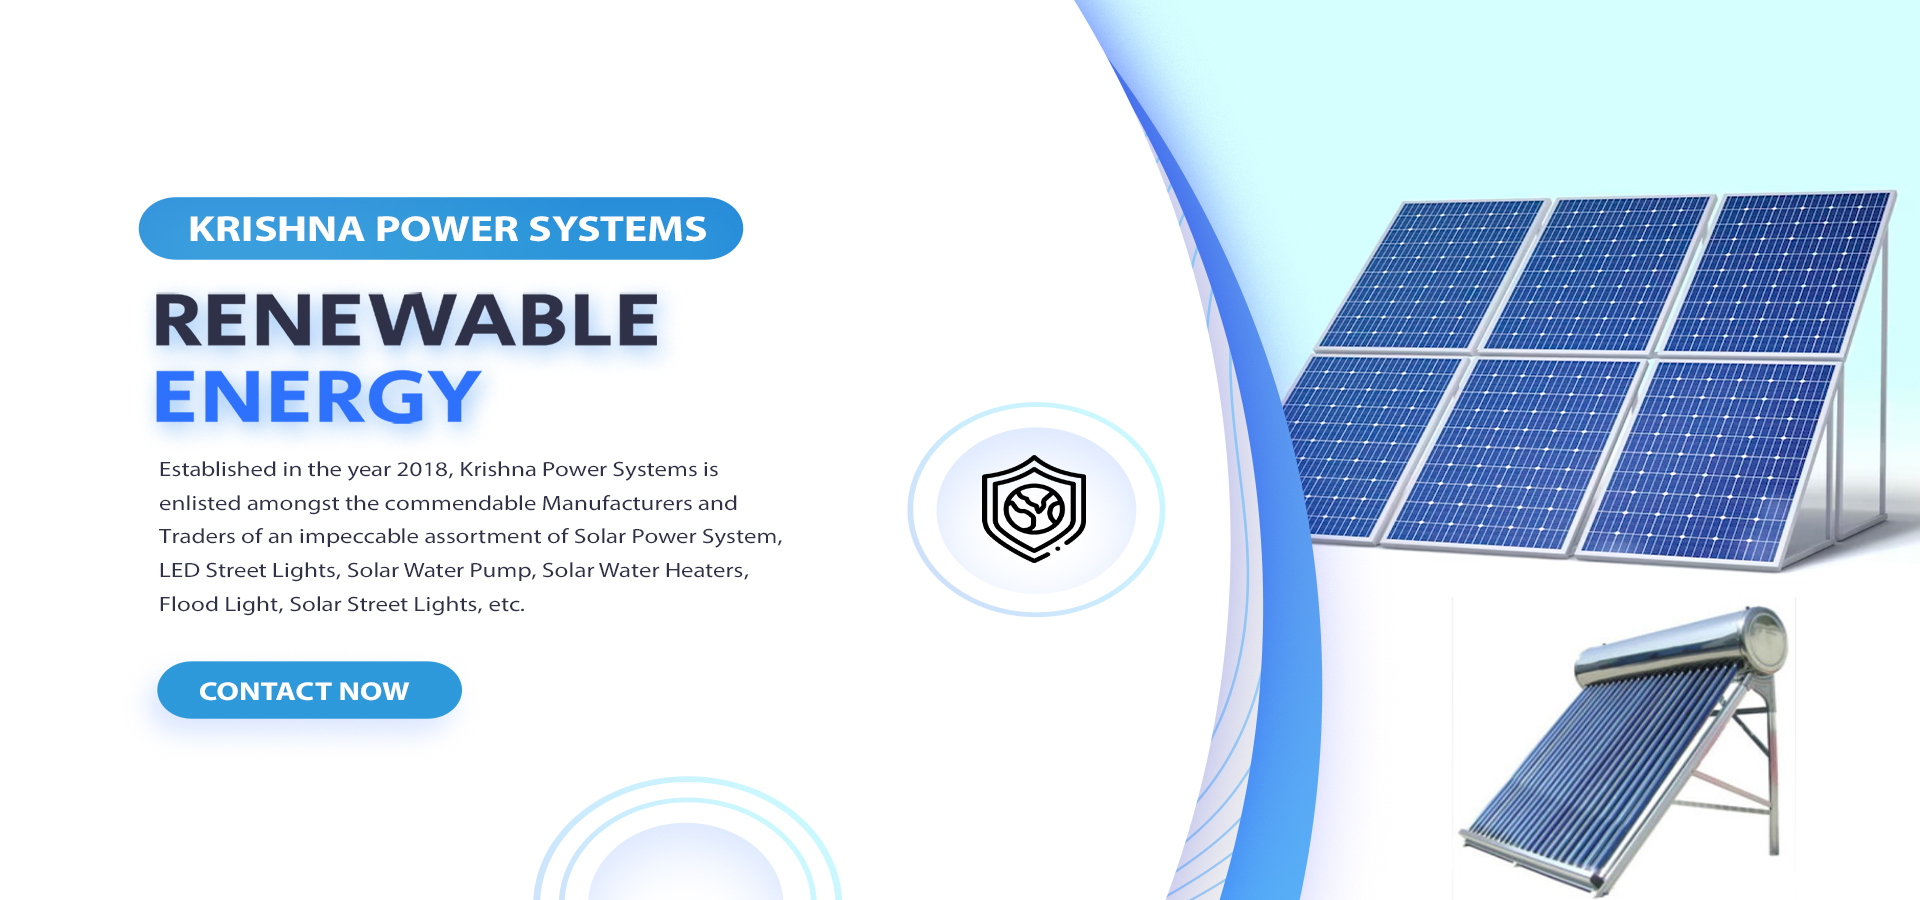 KRISHNA POWER SYSTEMS
RENEWABLE
ENERGY
Established in the year 2018, Krishna Power Systems is
enlisted amongst the commendable Manufacturers and
Traders of an impeccable assortment of Solar Power System,
LED Street Lights, Solar Water Pump, Solar Water Heaters,
Flood Light, Solar Street Lights, etc.
CONTACT NOW